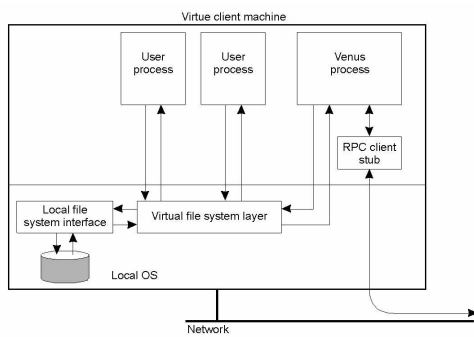 Virtue client machine
User
process
User
process
Venus
process
RPC client
stub
Local file
system interface
Virtual file system layer
Local OS
Network